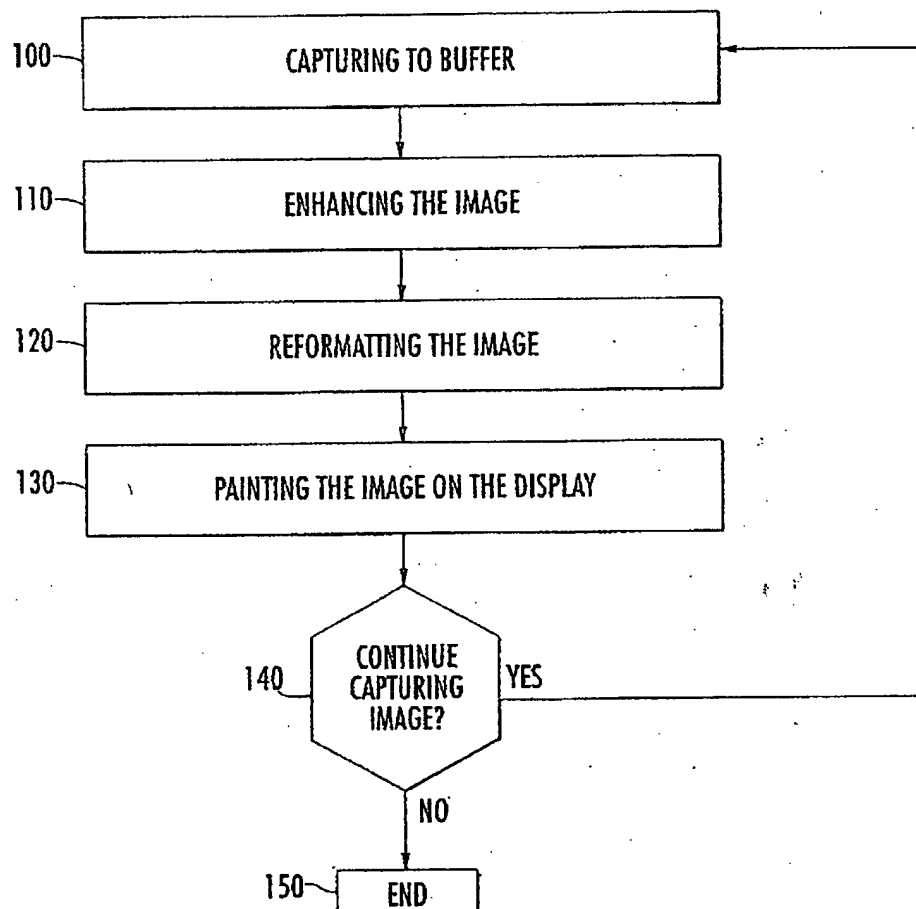 100
CAPTURING TO BUFFER
110
ENHANCING THE IMAGE
120
REFORMATTING THE IMAGE
130
PAINTING THE IMAGE ON THE DISPLAY
140
CONTINUE
CAPTURING
IMAGE?
YES
NO
150
END